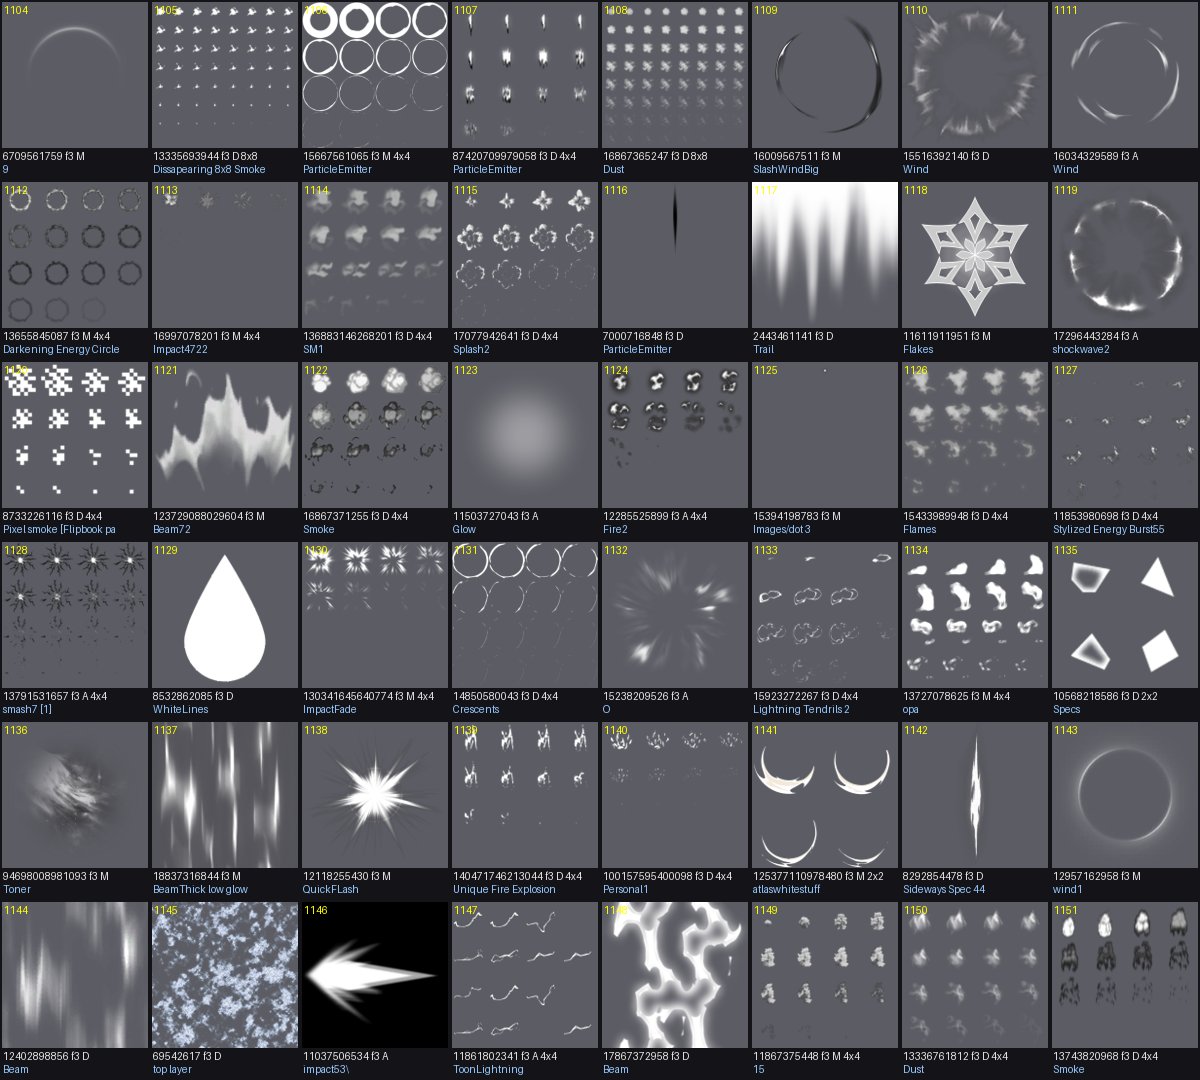 1104
1105
1106
1107
1108
1109
1110
1111
6709561759 f3 M
13335693944 f3 D 8x8
15667561065 f3 M 4x4
87420709979058 f3 D 4x4
16867365247 f3 D 8x8
16009567511 f3 M
15516392140 f3 D
16034329589 f3 A
9
Dissapearing 8x8 Smoke
ParticleEmitter
ParticleEmitter
Dust
SlashWindBig
Wind
Wind
1112
1113
1114
1115
1116
1117
1118
1119
13655845087 f3 M 4x4
16997078201 f3 M 4x4
136883146268201 f3 D 4x4
17077942641 f3 D 4x4
7000716848 f3 D
2443461141 f3 D
11611911951 f3 M
17296443284 f3 A
Darkening Energy Circle
Impact4722
SM1
Splash2
ParticleEmitter
Trail
Flakes
shockwave2
1120
1121
1122
1123
1124
1125
1126
1127
8733226116 f3 D 4x4
123729088029604 f3 M
16867371255 f3 D 4x4
11503727043 f3 A
12285525899 f3 A 4x4
15394198783 f3 M
15433989948 f3 D 4x4
11853980698 f3 D 4x4
Pixel smoke [Flipbook pa
Beam72
Smoke
Glow
Fire2
Images/dot 3
Flames
Stylized Energy Burst55
1128
1129
1130
1131
1132
1133
1134
1135
13791531657 f3 A 4x4
8532862085 f3 D
130341645640774 f3 M 4x4
14850580043 f3 D 4x4
15238209526 f3 A
15923272267 f3 D 4x4
13727078625 f3 M 4x4
10568218586 f3 D 2x2
smash7 [1]
WhiteLines
ImpactFade
Crescents
O
Lightning Tendrils 2
opa
Specs
1136
1137
1138
1139
1140
1141
1142
1143
94698008981093 f3 M
18837316844 f3 M
12118255430 f3 M
140471746213044 f3 D 4x4
100157595400098 f3 D 4x4
125377110978480 f3 M 2x2
8292854478 f3 D
12957162958 f3 M
Toner
BeamThick low glow
QuickFLash
Unique Fire Explosion
Personal1
atlaswhitestuff
Sideways Spec 44
wind1
1144
1145
1146
1147
1148
1149
1150
1151
12402898856 f3 D
69542617 f3 D
11037506534 f3 A
11861802341 f3 A 4x4
17867372958 f3 D
11867375448 f3 M 4x4
13336761812 f3 D 4x4
13743820968 f3 D 4x4
Beam
top layer
impact53\
ToonLightning
Beam
15
Dust
Smoke